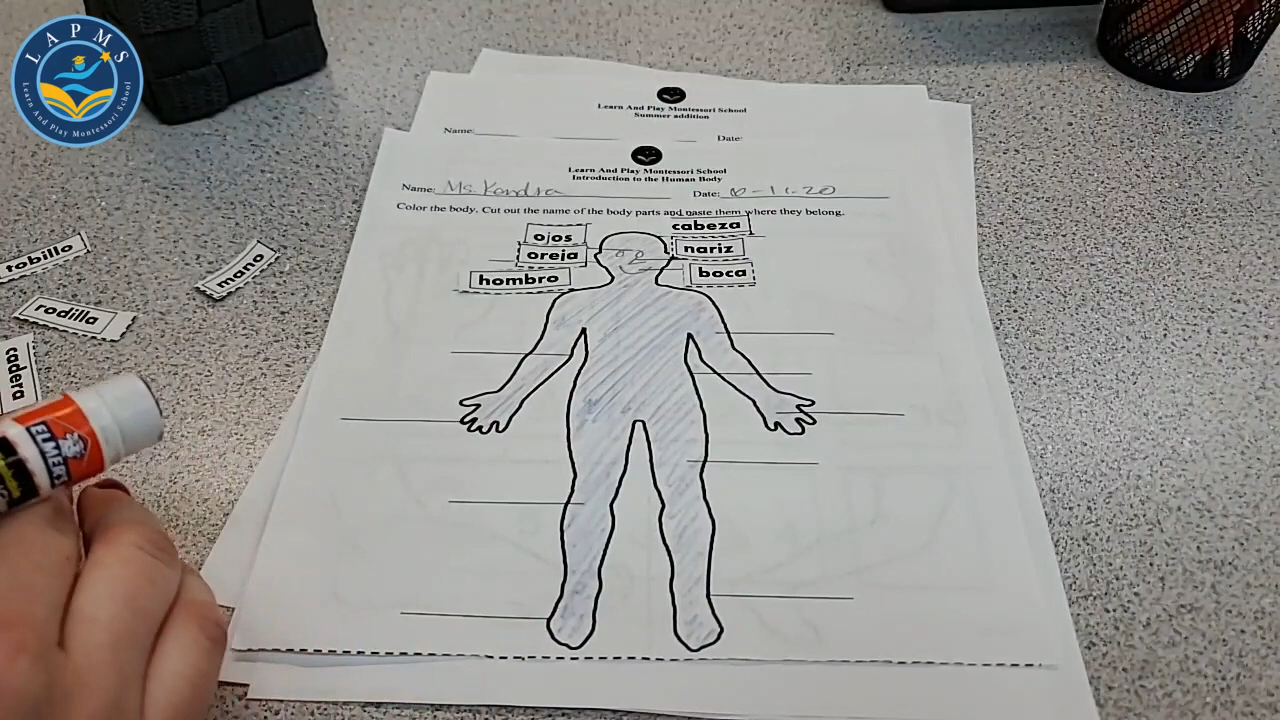 LAPMS
Learn And Play Montessori School
Learn And Play Montessori School
Summer addition
Name:
Date:
Learn And Play Montessori School
Introduction to the Human Body
Name: Ms. Kendra Date: 10-11-20
Color the body. Cut out the name of the body parts and paste them where they belong.
ojos
cabeza
oreja
nariz
hombro
boca
tobillo
mano
rodilla
cadera
ELMER'S